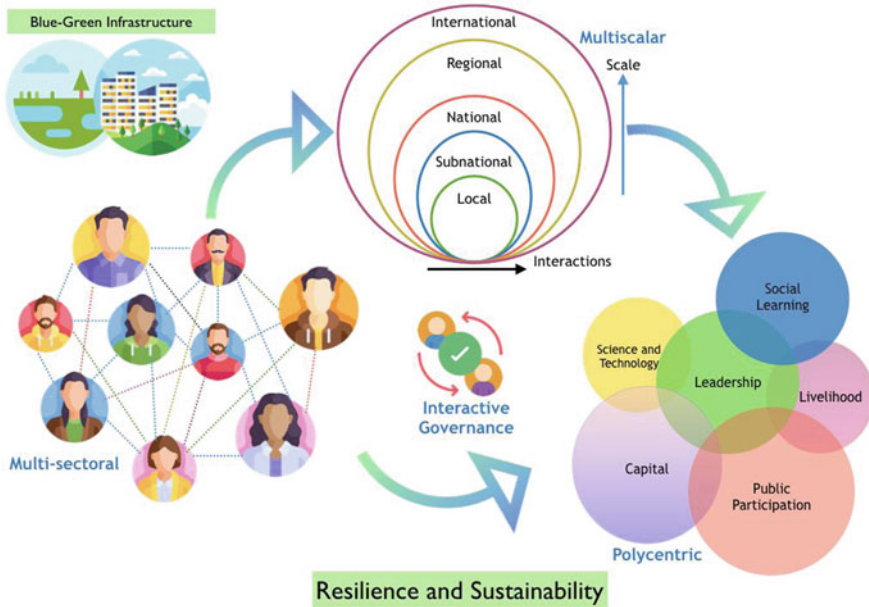 Blue-Green Infrastructure
International
Multiscalar
Regional
Scale
National
Subnational
Local
Interactions
Social
Learning
Science and
Technology
Leadership
Livelihood
Interactive
Governance
Multi-sectoral
Capital
Public
Participation
Polycentric
Resilience and Sustainability